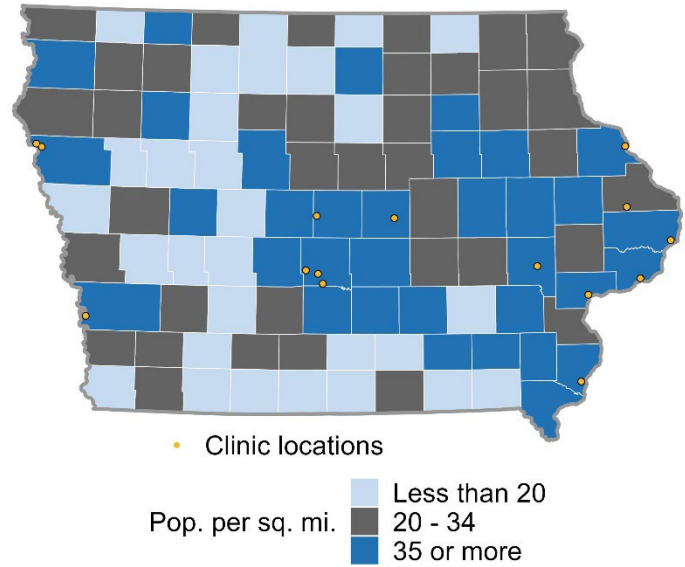 Clinic locations
Less than 20
Pop. per sq. mi. 20 - 34
35 or more